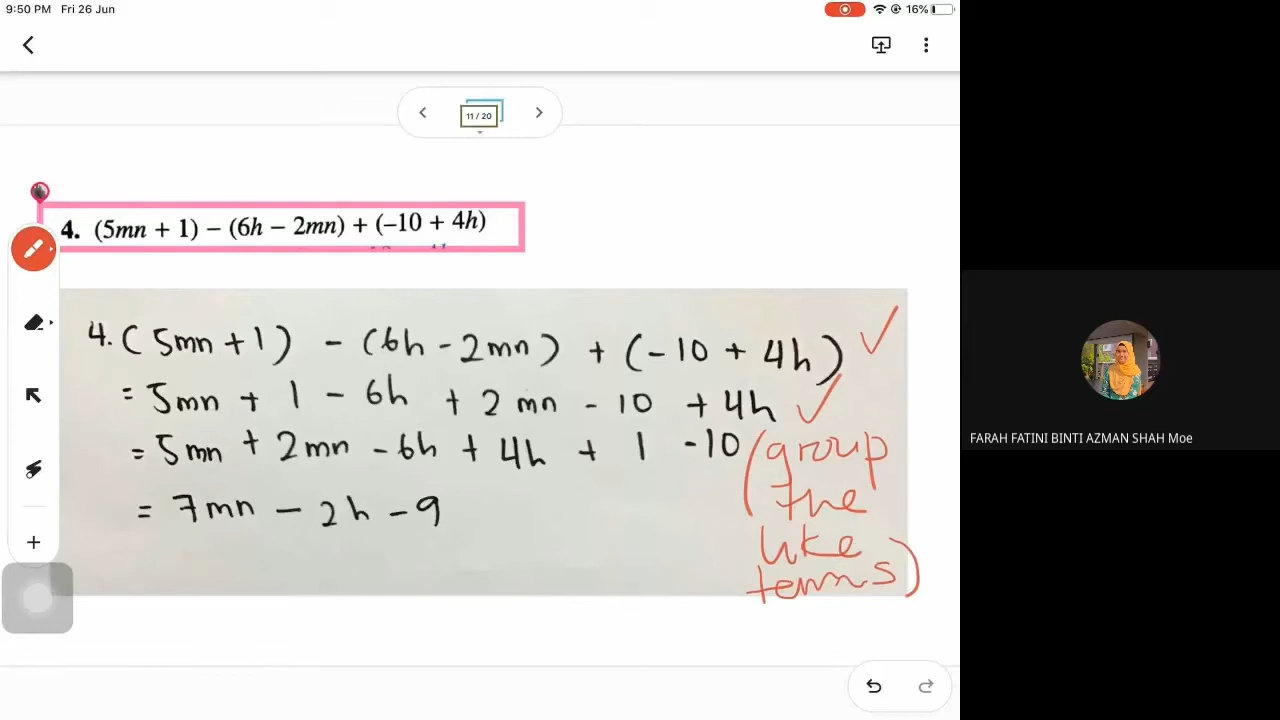 9:50 PM Fri 26 Jun
16%
11 / 20
4. (5mn + 1) − (6h − 2mn) + (−10 + 4h)
4. (5mn + 1) - (6h - 2mn) + (-10 + 4h)
= 5mn + 1 - 6h + 2mn - 10 + 4h
= 5mn + 2mn - 6h + 4h + 1 - 10
(group
the
like
terms)
= 7mn - 2h - 9
FARAH FATINI BINTI AZMAN SHAH Moe